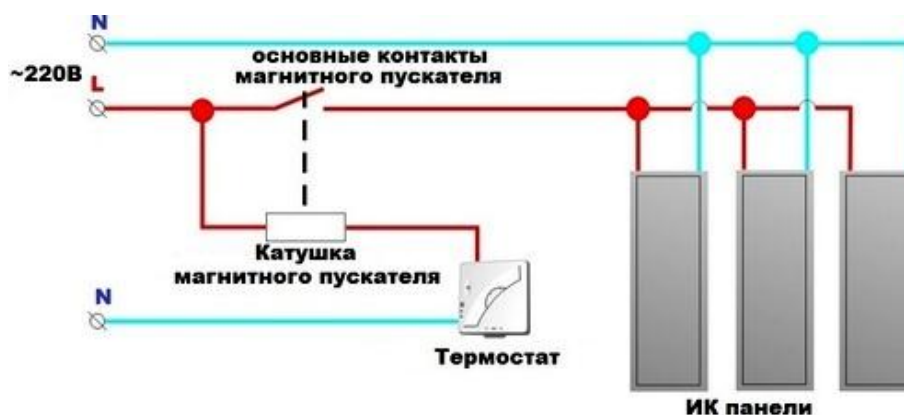 N
основные контакты
магнитного пускателя
~220В
L
Катушка
магнитного пускателя
N
Термостат
ИК панели